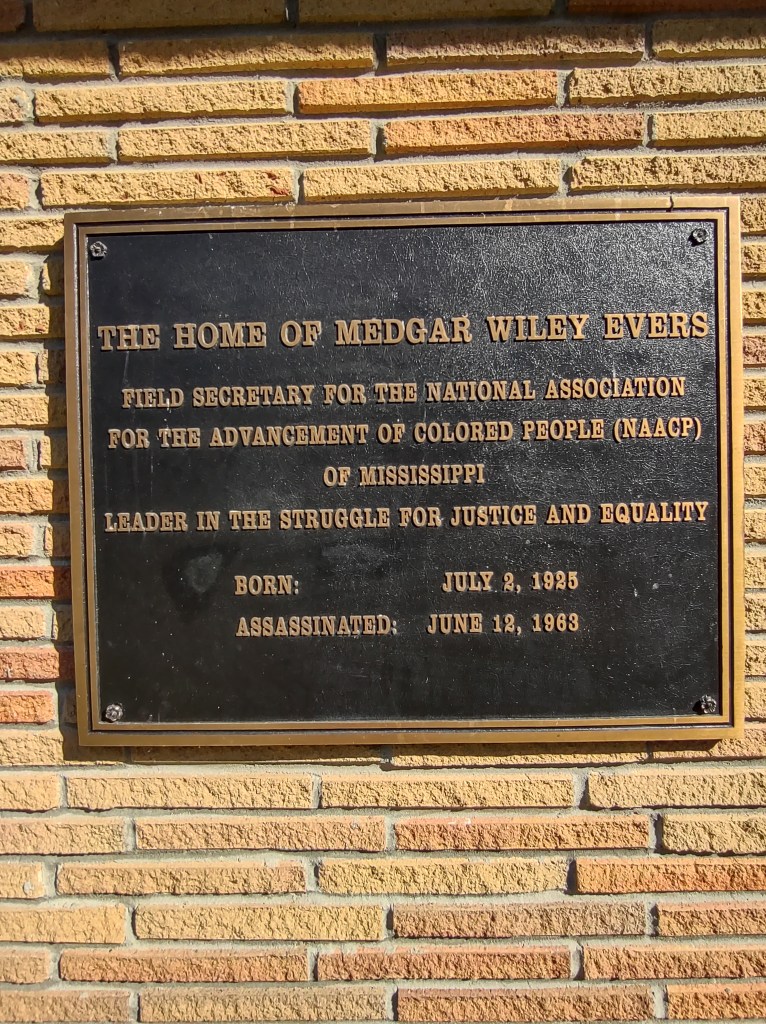 THE HOME OF MEDGAR WILEY EVERS
FIELD SECRETARY FOR THE NATIONAL ASSOCIATION
FOR THE ADVANCEMENT OF COLORED PEOPLE (NAACP)
OF MISSISSIPPI
LEADER IN THE STRUGGLE FOR JUSTICE AND EQUALITY
BORN: JULY 2, 1925
ASSASSINATED: JUNE 12, 1963